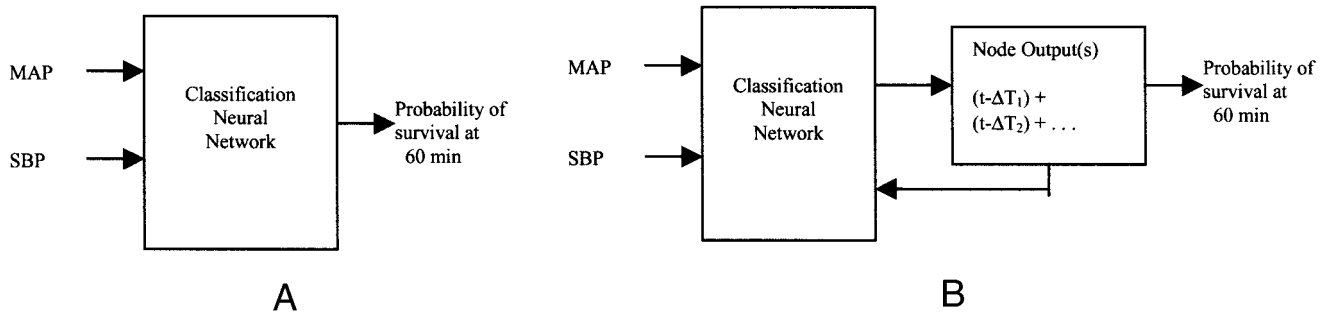 MAP
SBP
Classification
Neural
Network
Probability of
survival at
60 min
A
MAP
SBP
Classification
Neural
Network
Node Output(s)
(t-ΔT₁) +
(t-ΔT₂) + . . .
Probability of
survival at
60 min
B